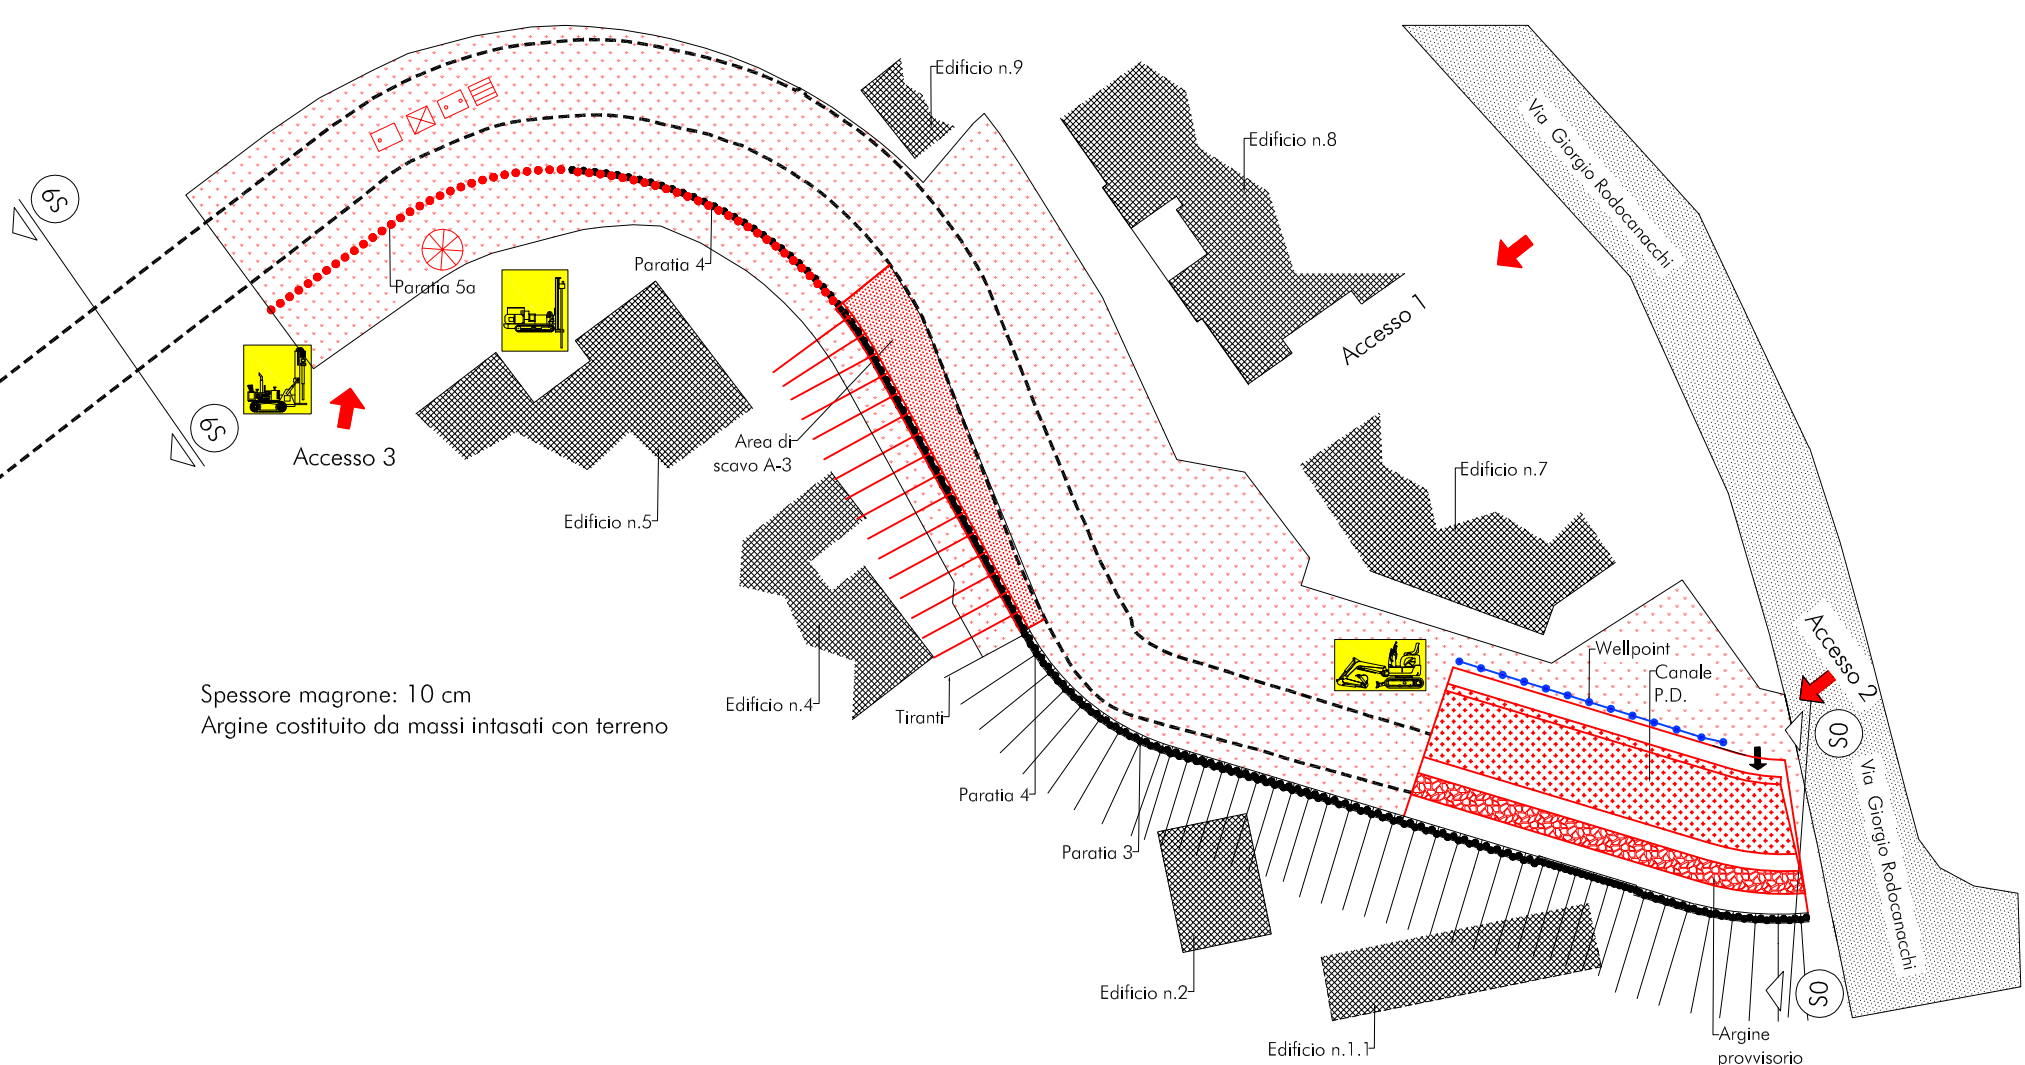 Edificio n.9
Via Giorgio Rodocanacchi
Edificio n.8
S9
Paratia 4
Paratia 5a
Accesso 1
S9
Accesso 3
Area di
scavo A-3
Edificio n.7
Edificio n.5
Accesso 2
Wellpoint
Canale
P.D.
Spessore magrone: 10 cm
Argine costituito da massi intasati con terreno
Edificio n.4
Tiranti
S0
Via Giorgio Rodocanacchi
Paratia 4
Paratia 3
Edificio n.2
S0
Edificio n.1.1
Argine
provvisorio